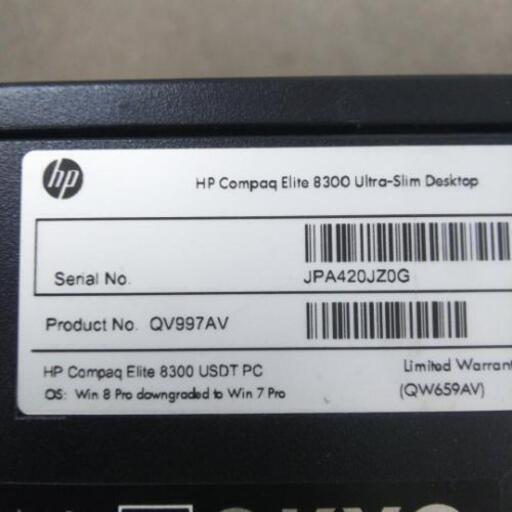 hp
HP Compaq Elite 8300 Ultra-Slim Desktop
Serial No.
JPA420JZ0G
Product No. QV997AV
HP Compaq Elite 8300 USDT PC
Limited Warrant
OS: Win 8 Pro downgraded to Win 7 Pro
(QW659AV)